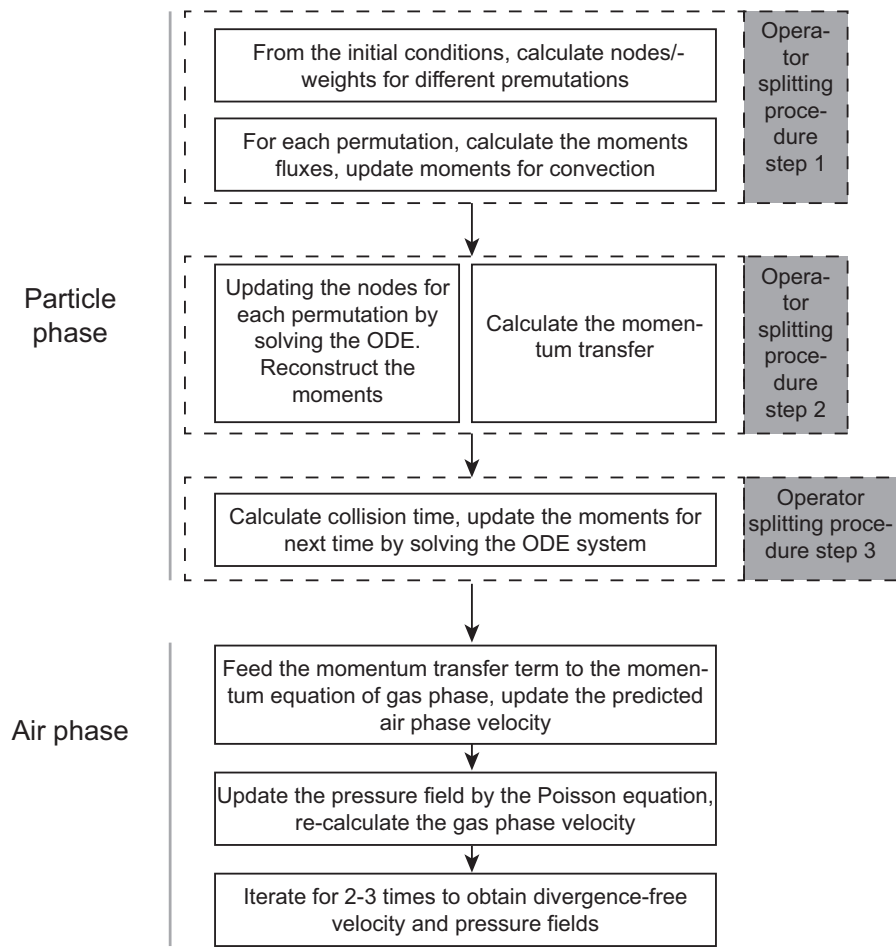 From the initial conditions, calculate nodes/-
weights for different premutations
For each permutation, calculate the moments
fluxes, update moments for convection
Opera-
tor
splitting
proce-
dure
step 1
Particle
phase
Updating the nodes for
each permutation by
solving the ODE.
Reconstruct the
moments
Calculate the momen-
tum transfer
Opera-
tor
splitting
proce-
dure
step 2
Calculate collision time, update the moments for
next time by solving the ODE system
Operator
splitting proce-
dure step 3
Air phase
Feed the momentum transfer term to the momen-
tum equation of gas phase, update the predicted
air phase velocity
Update the pressure field by the Poisson equation,
re-calculate the gas phase velocity
Iterate for 2-3 times to obtain divergence-free
velocity and pressure fields